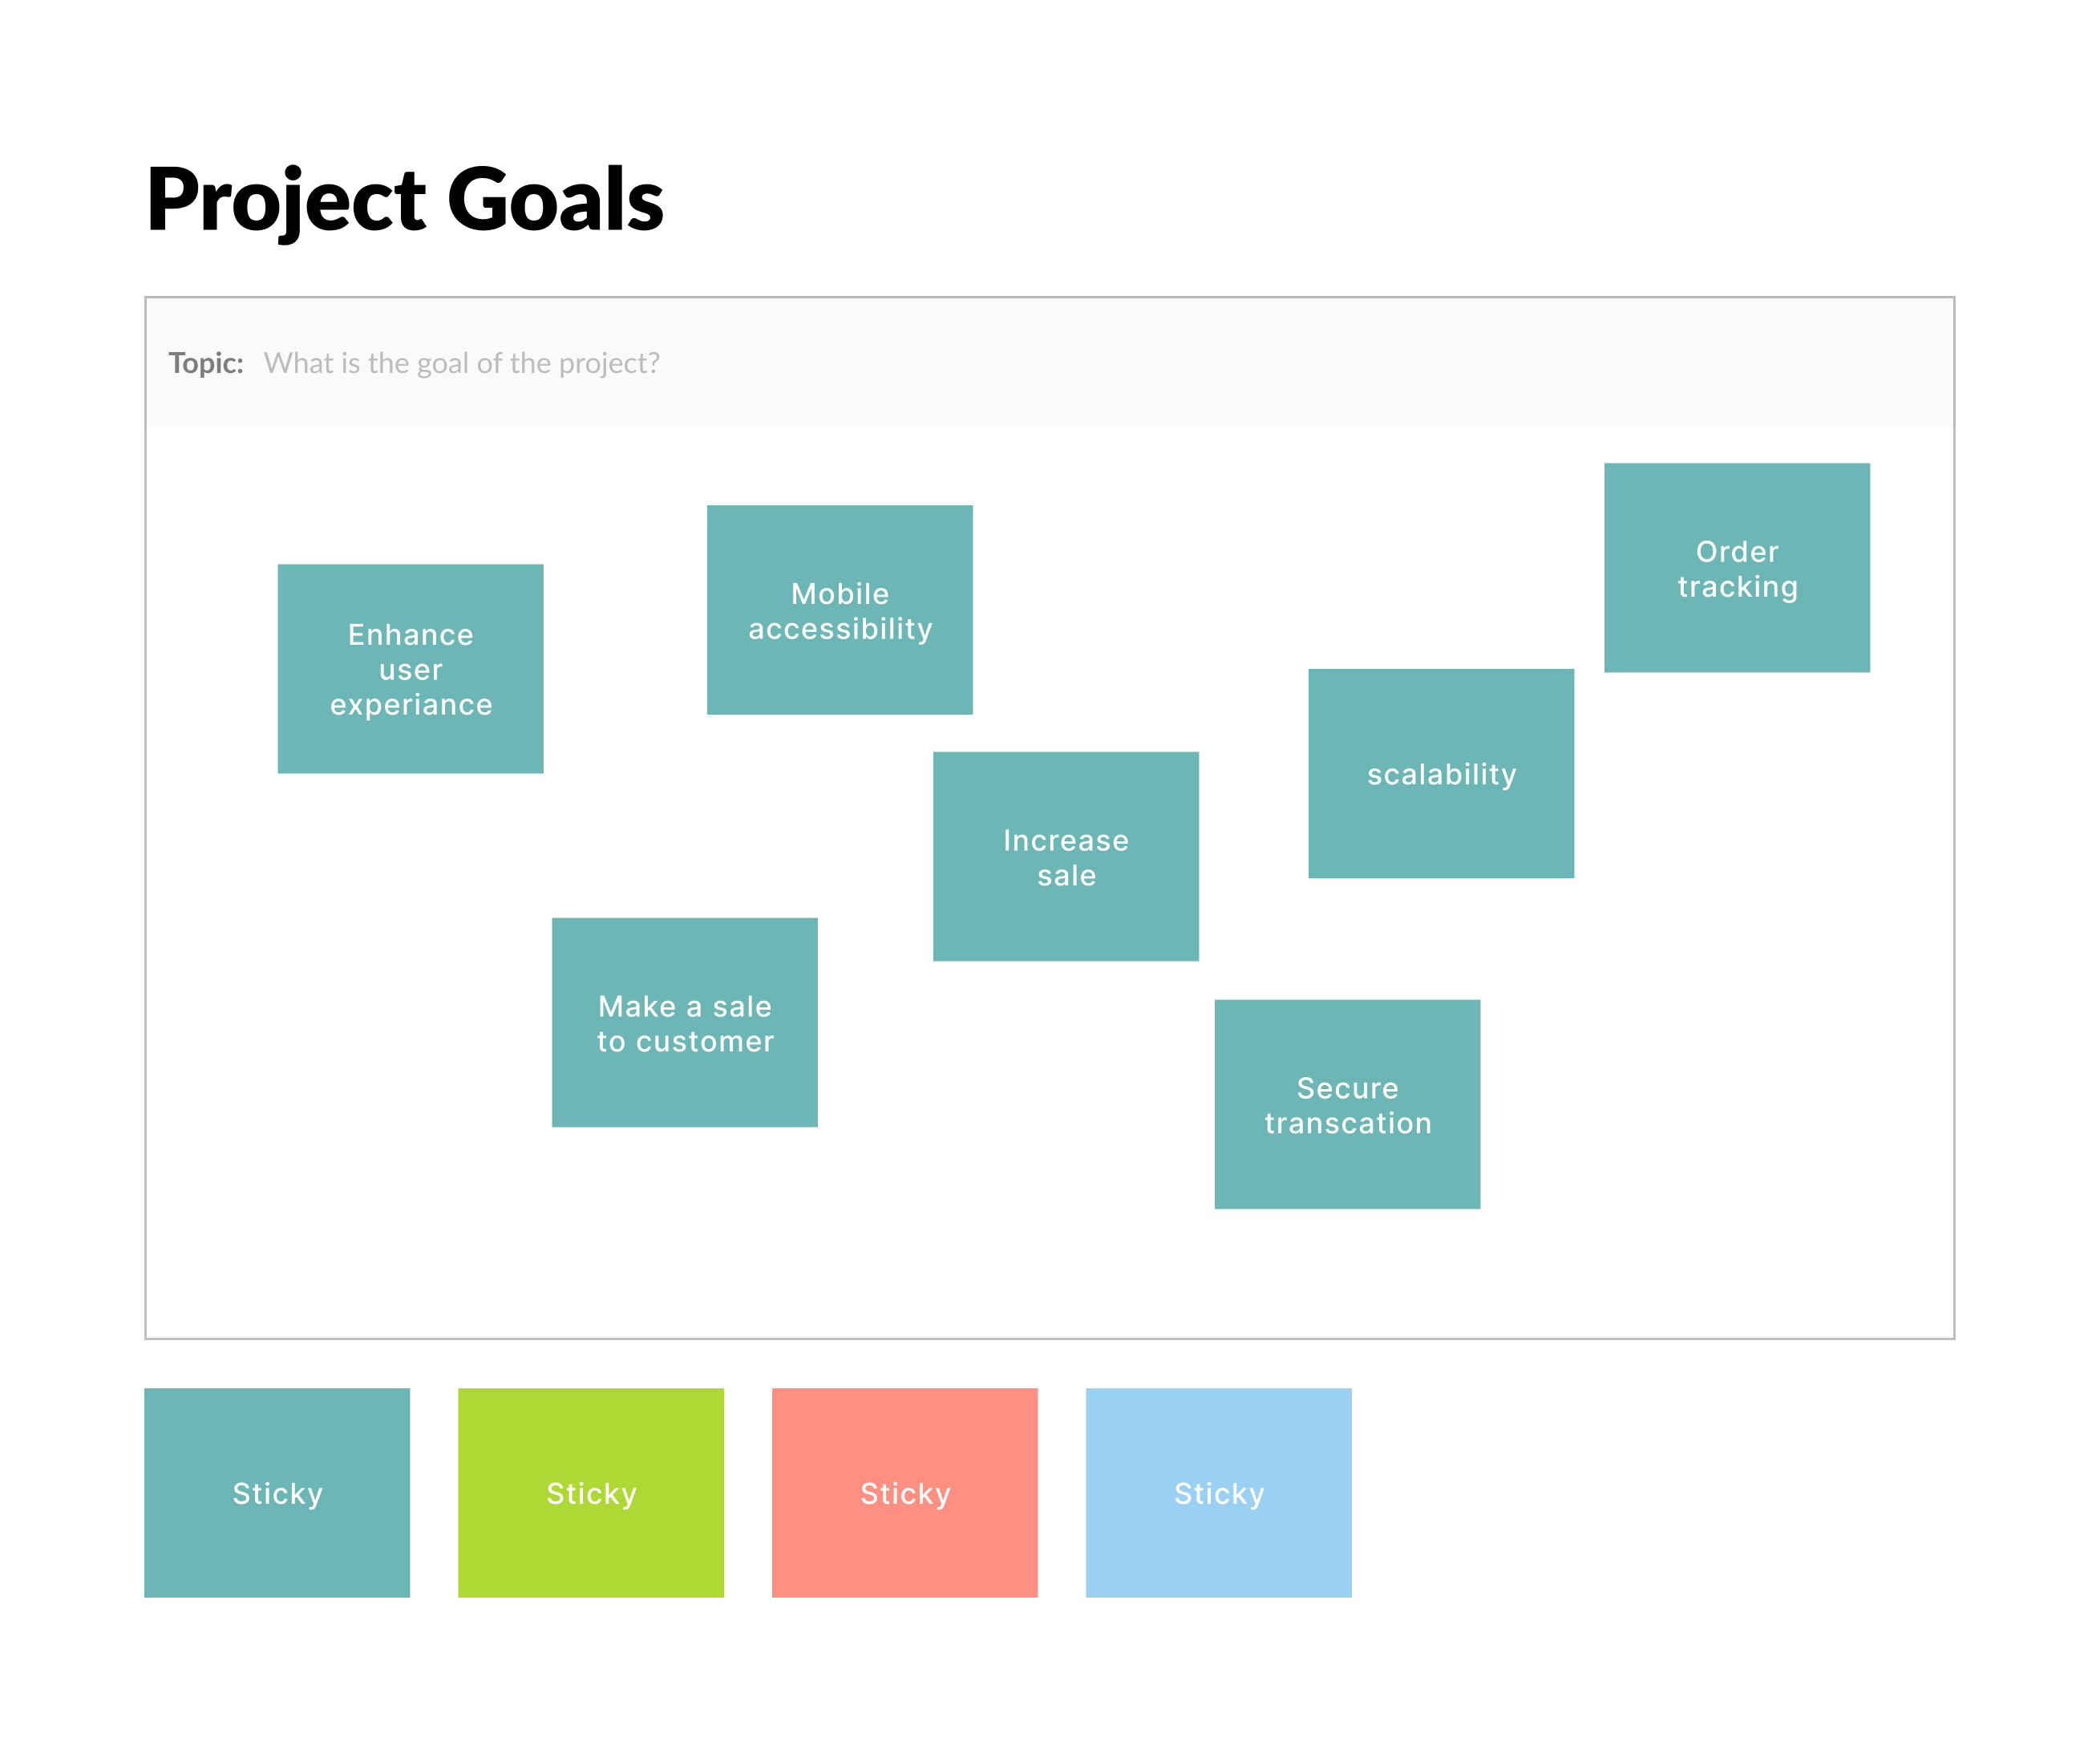 Project Goals
Topic: What is the goal of the project?
Enhance
user
experiance
Mobile
accessibility
Order
tracking
scalability
Increase
sale
Make a sale
to customer
Secure
transcation
Sticky
Sticky
Sticky
Sticky